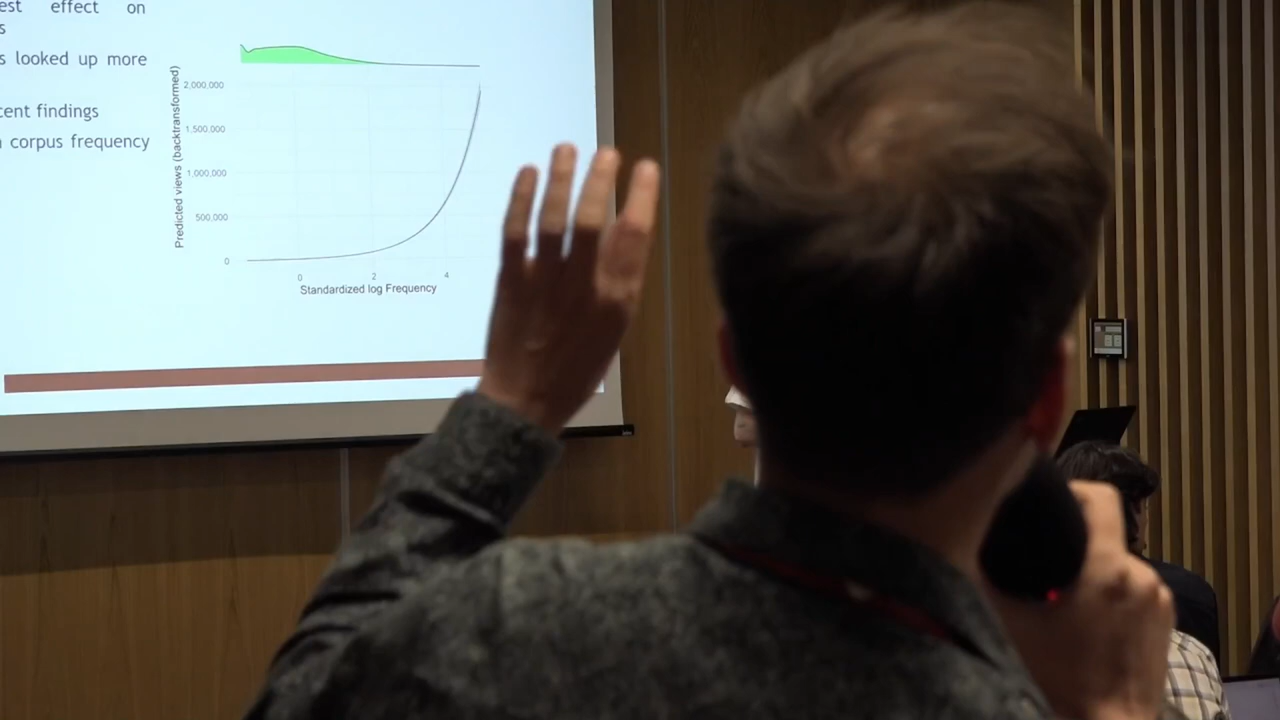 est effect on
s
s looked up more
cent findings
n corpus frequency
Predicted views (backtransformed)
2,000,000
1,500,000
1,000,000
500,000
0
0 2 4
Standardized log Frequency